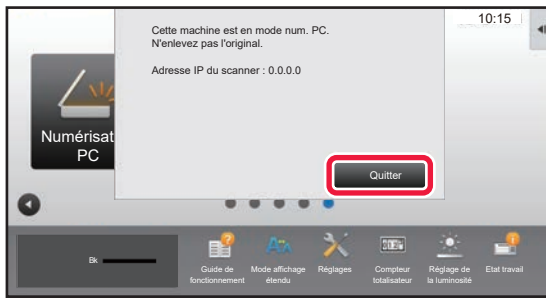 10:15
Cette machine est en mode num. PC.
N'enlevez pas l'original.
Adresse IP du scanner : 0.0.0.0
Numérisat
PC
Quitter
Bk
Guide de
fonctionnement
Mode affichage
étendu
Réglages
Compteur
totalisateur
Réglage de
la luminosité
Etat travail